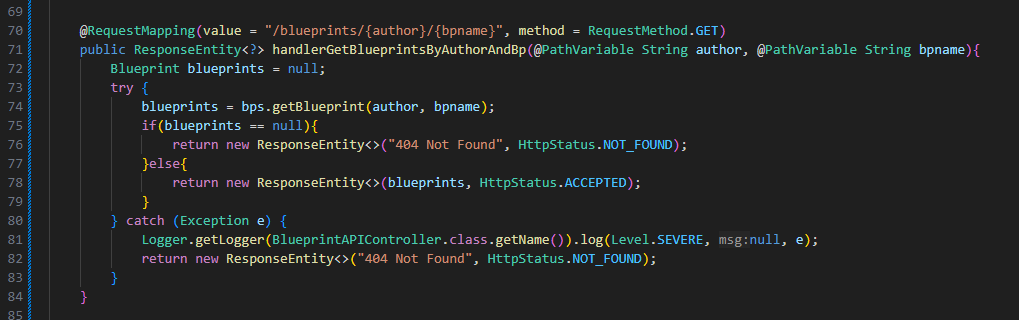 69
70 @RequestMapping(value = "/blueprints/{author}/{bpname}", method = RequestMethod.GET)
71 public ResponseEntity<?> handlerGetBlueprintsByAuthorAndBp(@PathVariable String author, @PathVariable String bpname){
72 Blueprint blueprints = null;
73 try {
74 blueprints = bps.getBlueprint(author, bpname);
75 if(blueprints == null){
76 return new ResponseEntity<>("404 Not Found", HttpStatus.NOT_FOUND);
77 }else{
78 return new ResponseEntity<>(blueprints, HttpStatus.ACCEPTED);
79 }
80 } catch (Exception e) {
81 Logger.getLogger(BlueprintAPIController.class.getName()).log(Level.SEVERE, msg:null, e);
82 return new ResponseEntity<>("404 Not Found", HttpStatus.NOT_FOUND);
83 }
84 }
85